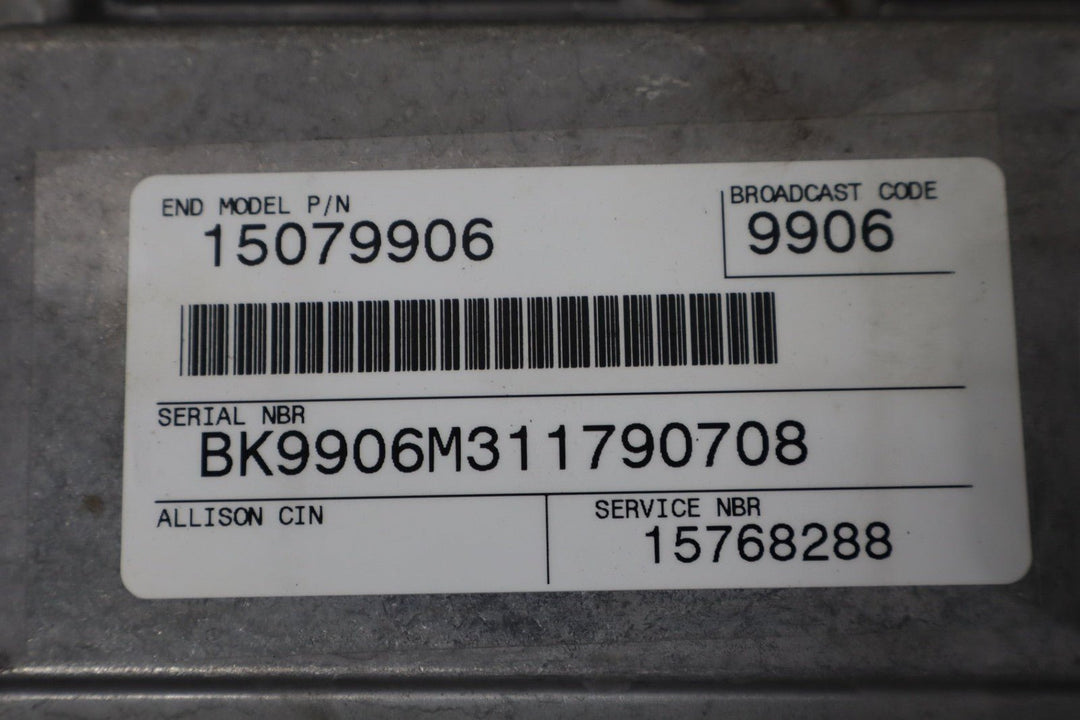 END MODEL P/N
15079906
BROADCAST CODE
9906
SERIAL NBR
BK9906M311790708
ALLISON CIN
SERVICE NBR
15768288